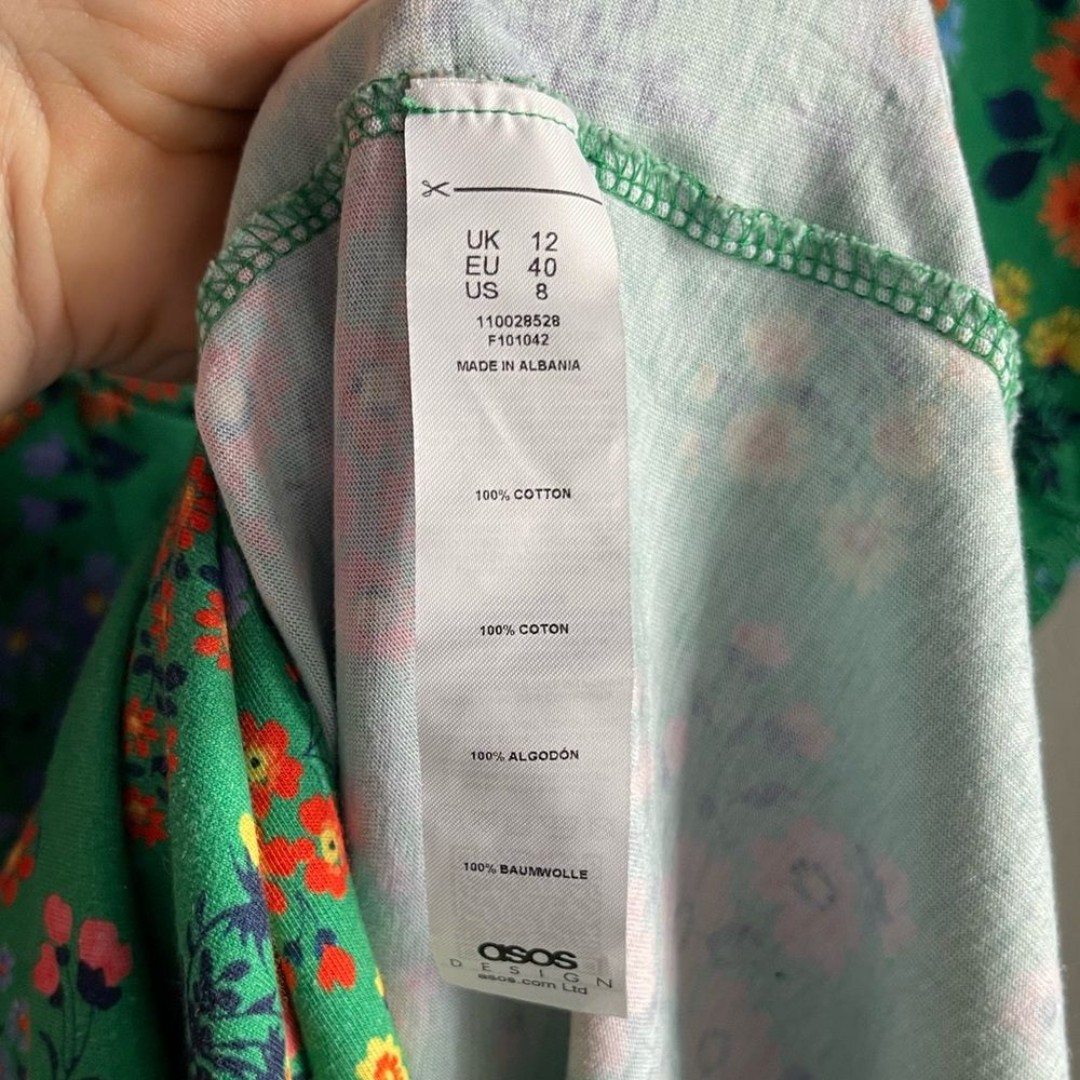 UK 12
EU 40
US 8
110028528
F101042
MADE IN ALBANIA
100% COTTON
100% COTON
100% ALGODÓN
100% BAUMWOLLE
asos
DESIGN
asos.com Ltd